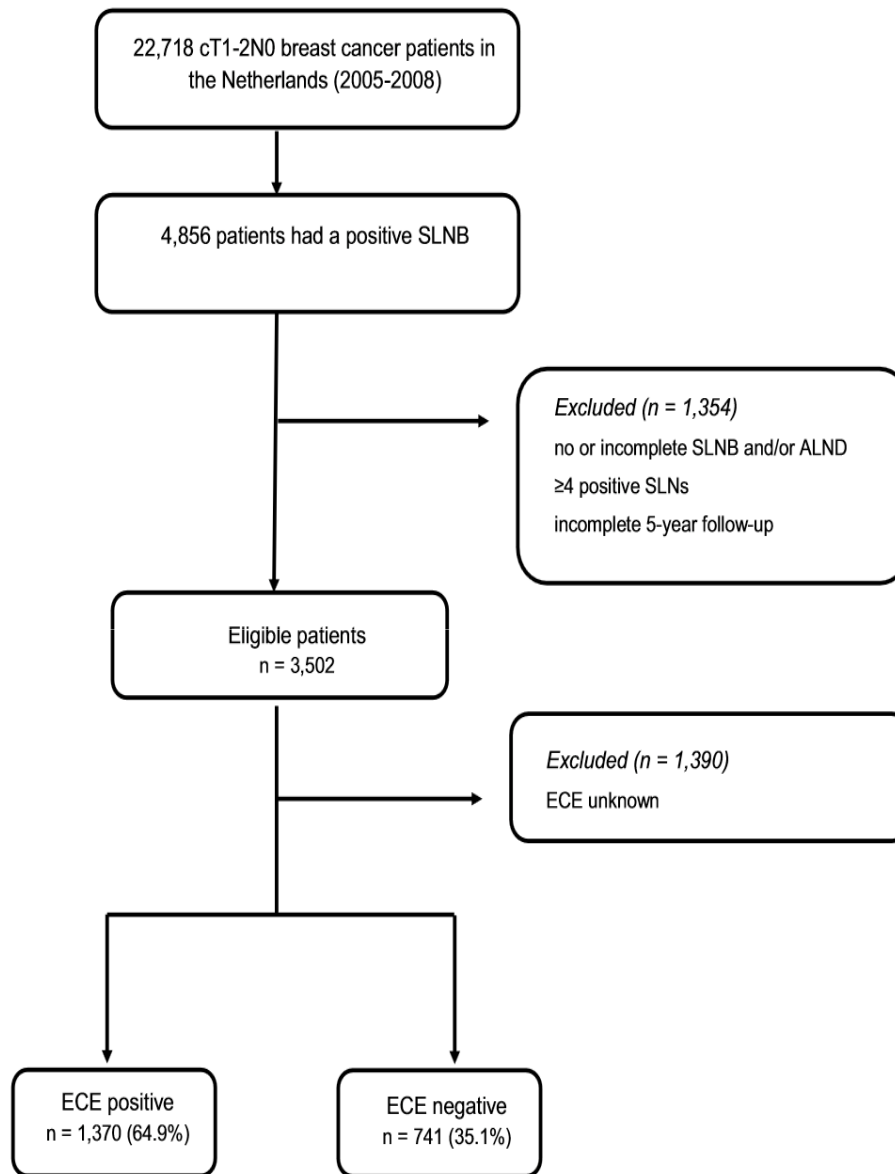 22,718 cT1-2N0 breast cancer patients in
the Netherlands (2005-2008)
4,856 patients had a positive SLNB
Excluded (n = 1,354)
no or incomplete SLNB and/or ALND
≥4 positive SLNs
incomplete 5-year follow-up
Eligible patients
n = 3,502
Excluded (n = 1,390)
ECE unknown
ECE positive
n = 1,370 (64.9%)
ECE negative
n = 741 (35.1%)